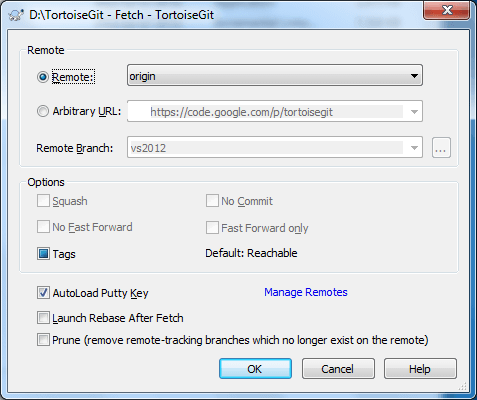 D:\TortoiseGit - Fetch - TortoiseGit
Remote
Remote: origin
Arbitrary URL: https://code.google.com/p/tortoisegit
Remote Branch: vs2012 ...
Options
Squash No Commit
No Fast Forward Fast Forward only
Tags Default: Reachable
AutoLoad Putty Key Manage Remotes
Launch Rebase After Fetch
Prune (remove remote-tracking branches which no longer exist on the remote)
OK Cancel Help